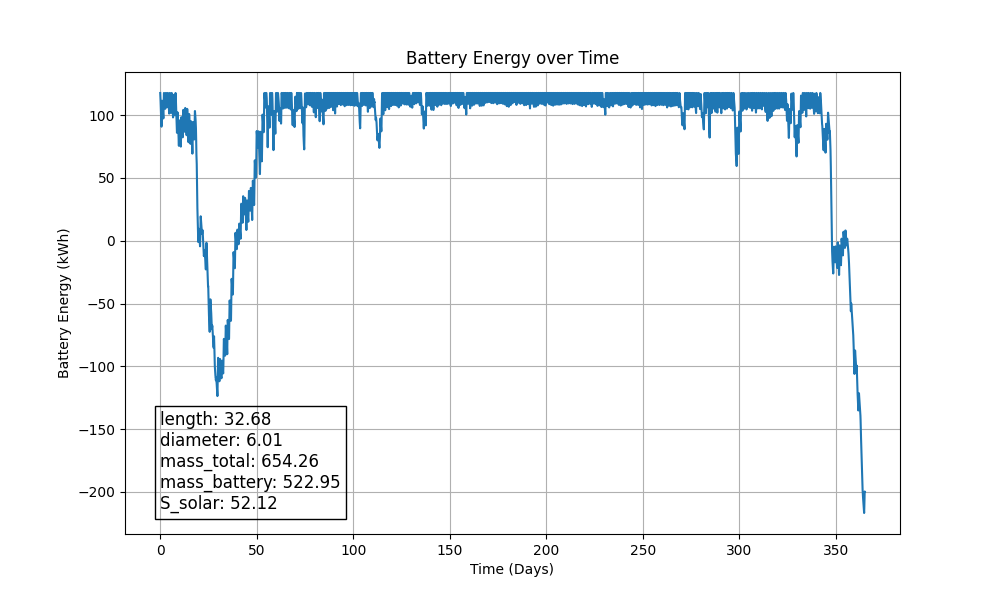 Battery Energy over Time
Battery Energy (kWh)
100
50
0
−50
−100
−150
−200
length: 32.68
diameter: 6.01
mass_total: 654.26
mass_battery: 522.95
S_solar: 52.12
0 50 100 150 200 250 300 350
Time (Days)